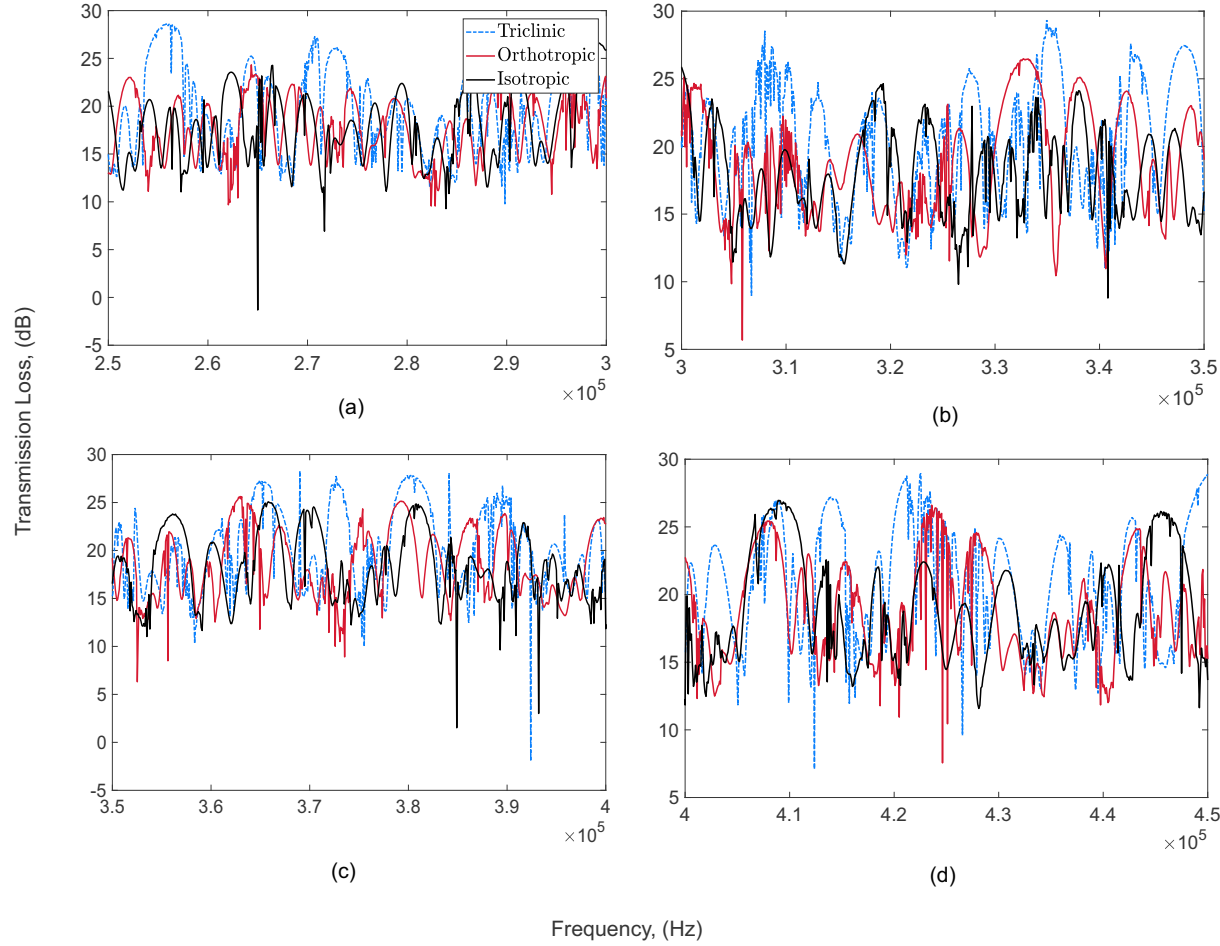 30
25
20
15
10
5
0
-5
2.5 2.6 2.7 2.8 2.9 3
×10^5
Triclinic
Orthotropic
Isotropic
(a)
30
25
20
15
10
5
3 3.1 3.2 3.3 3.4 3.5
×10^5
(b)
Transmission Loss, (dB)
30
25
20
15
10
5
0
-5
3.5 3.6 3.7 3.8 3.9 4
×10^5
(c)
30
25
20
15
10
5
4 4.1 4.2 4.3 4.4 4.5
×10^5
(d)
Frequency, (Hz)